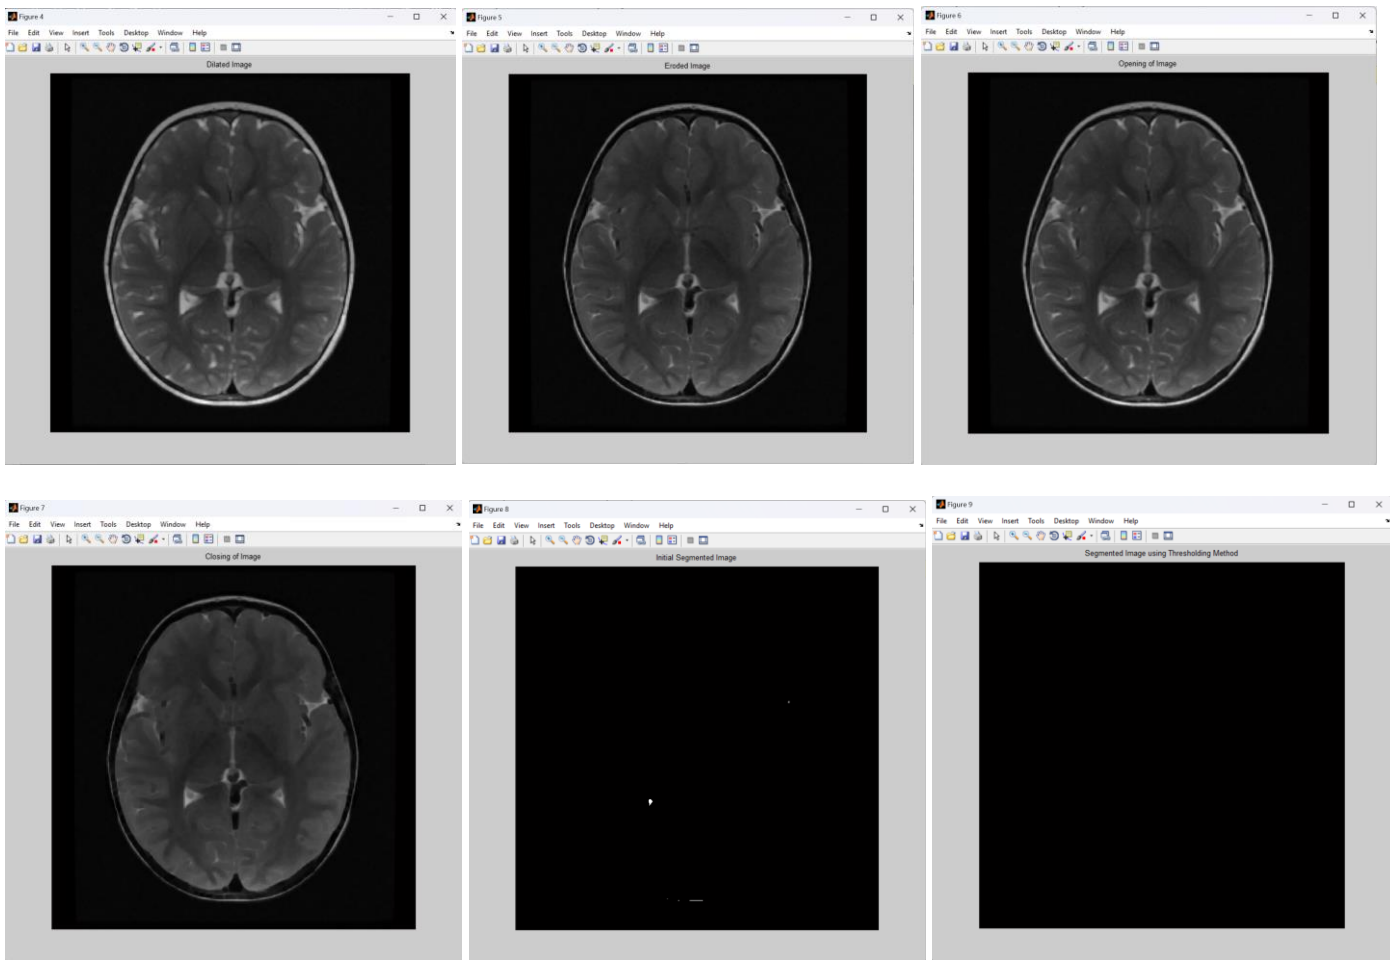 Figure 4
File Edit View Insert Tools Desktop Window Help
Dilated Image
Figure 5
File Edit View Insert Tools Desktop Window Help
Eroded Image
Figure 6
File Edit View Insert Tools Desktop Window Help
Opening of Image
Figure 7
File Edit View Insert Tools Desktop Window Help
Closing of Image
Figure 8
File Edit View Insert Tools Desktop Window Help
Initial Segmented Image
Figure 9
File Edit View Insert Tools Desktop Window Help
Segmented Image using Thresholding Method